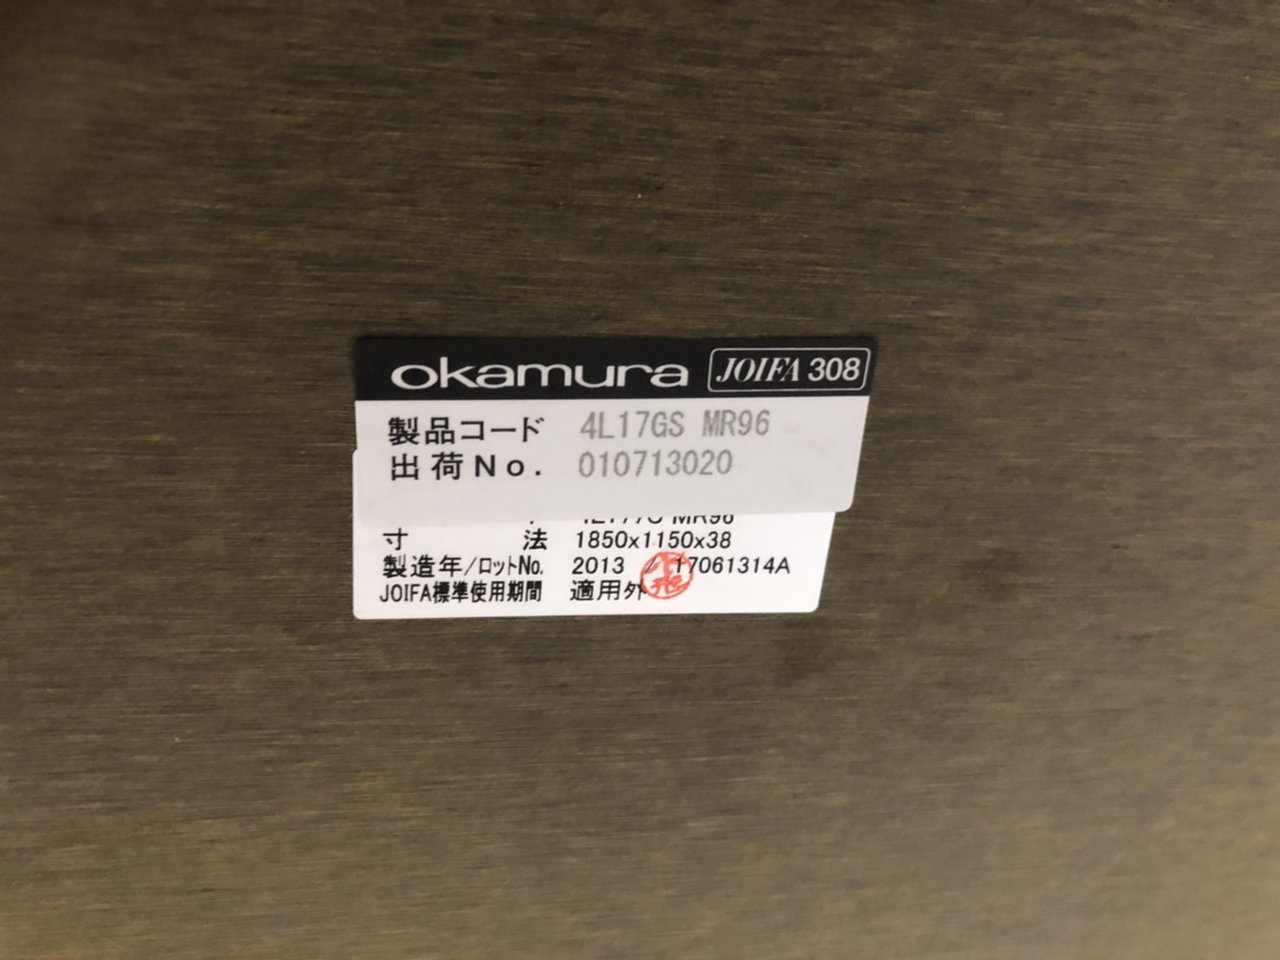 okamura JOIFA 308
製品コード 4L17GS MR96
出荷No. 010713020
MR96
寸 法 1850x1150x38
製造年/ロットNo. 2013 / 17061314A
JOIFA標準使用期間 適用外